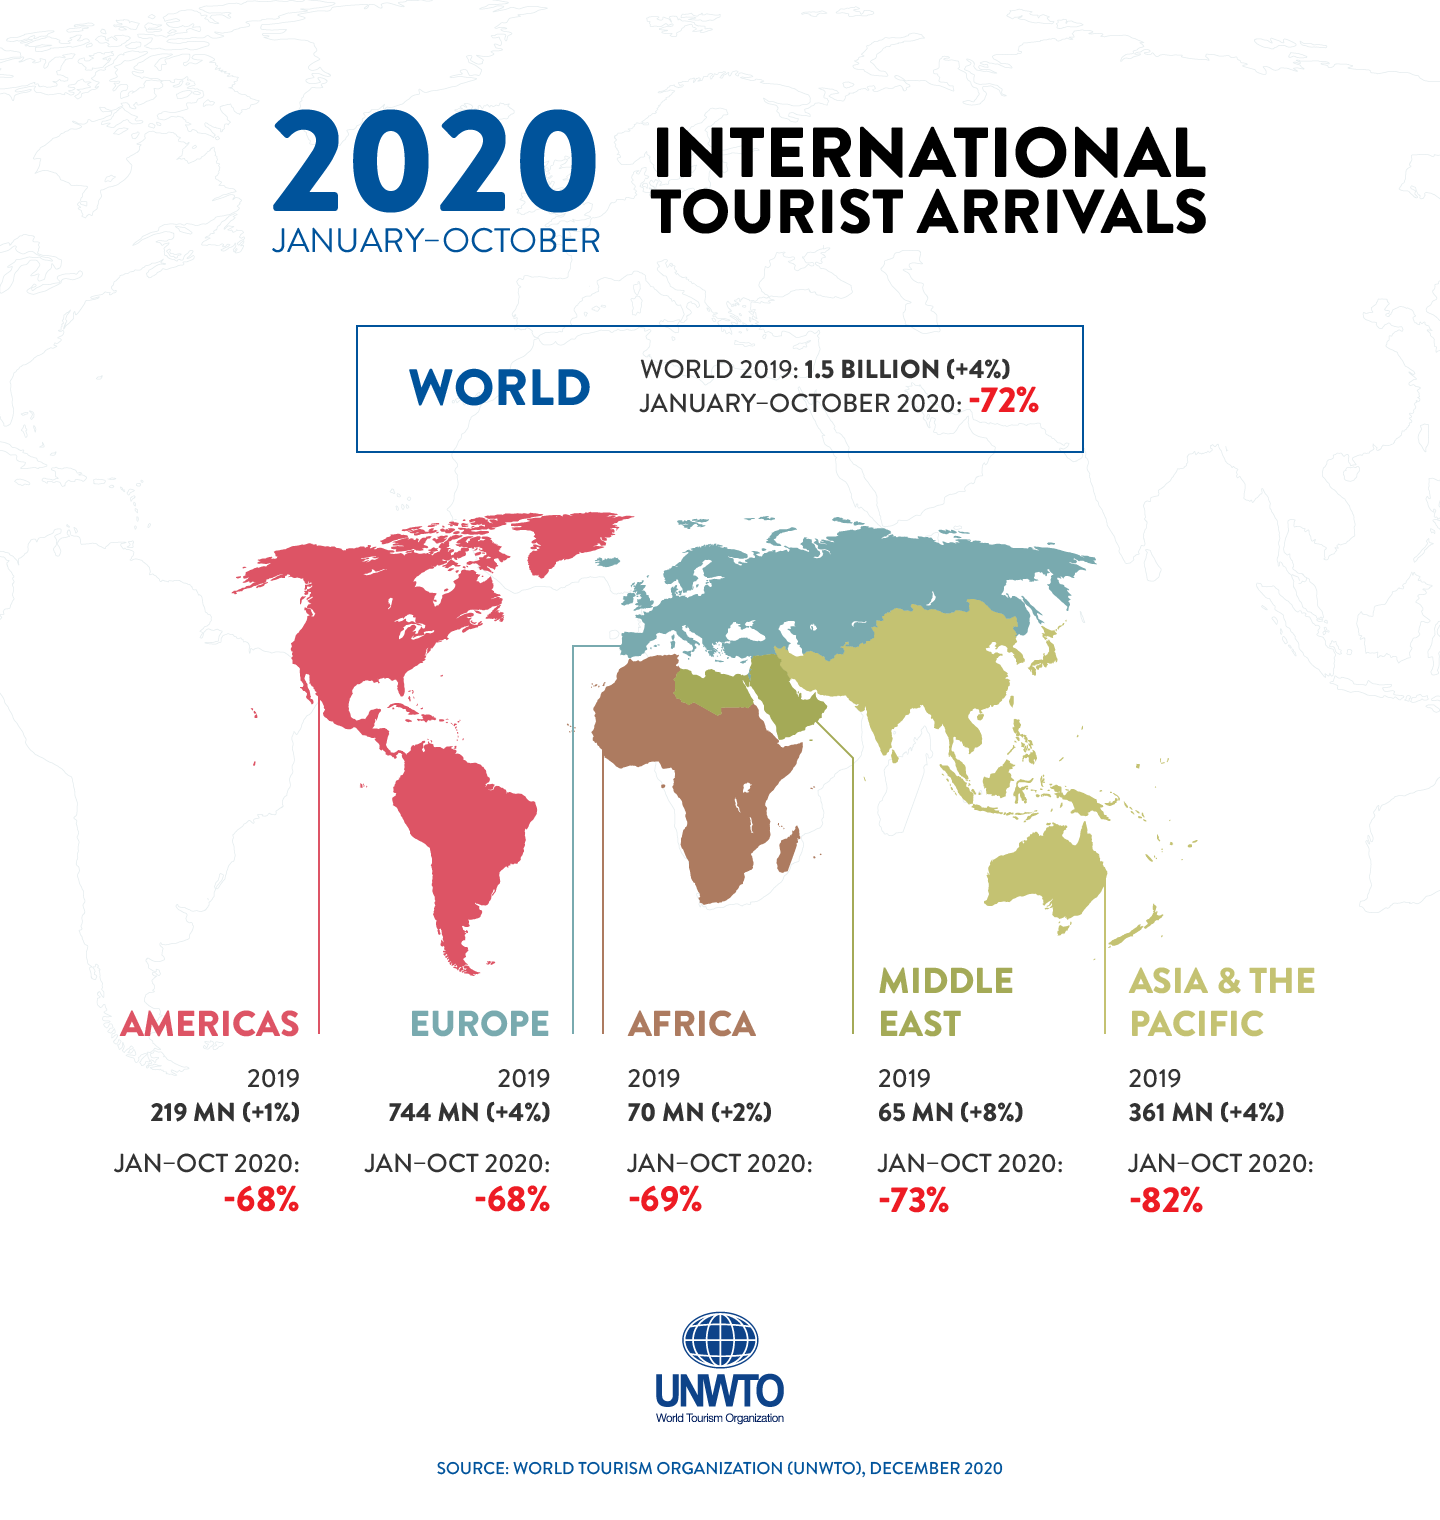 2020
JANUARY–OCTOBER
INTERNATIONAL
TOURIST ARRIVALS
WORLD
WORLD 2019: 1.5 BILLION (+4%)
JANUARY–OCTOBER 2020: -72%
AMERICAS
2019
219 MN (+1%)
JAN–OCT 2020:
-68%
EUROPE
2019
744 MN (+4%)
JAN–OCT 2020:
-68%
AFRICA
2019
70 MN (+2%)
JAN–OCT 2020:
-69%
MIDDLE
EAST
2019
65 MN (+8%)
JAN–OCT 2020:
-73%
ASIA & THE
PACIFIC
2019
361 MN (+4%)
JAN–OCT 2020:
-82%
UNWTO
World Tourism Organization
SOURCE: WORLD TOURISM ORGANIZATION (UNWTO), DECEMBER 2020